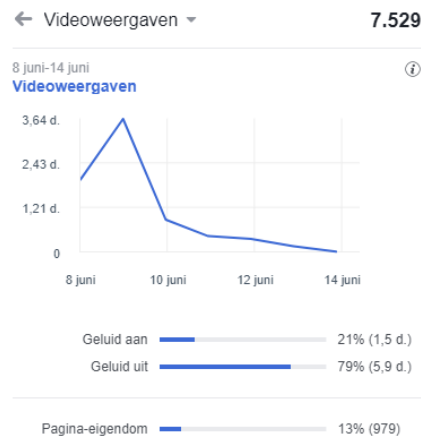 Videoweergaven 7.529
8 juni-14 juni
Videoweergaven
3,64 d.
2,43 d.
1,21 d.
0
8 juni 10 juni 12 juni 14 juni
Geluid aan 21% (1,5 d.)
Geluid uit 79% (5,9 d.)
Pagina-eigendom 13% (979)